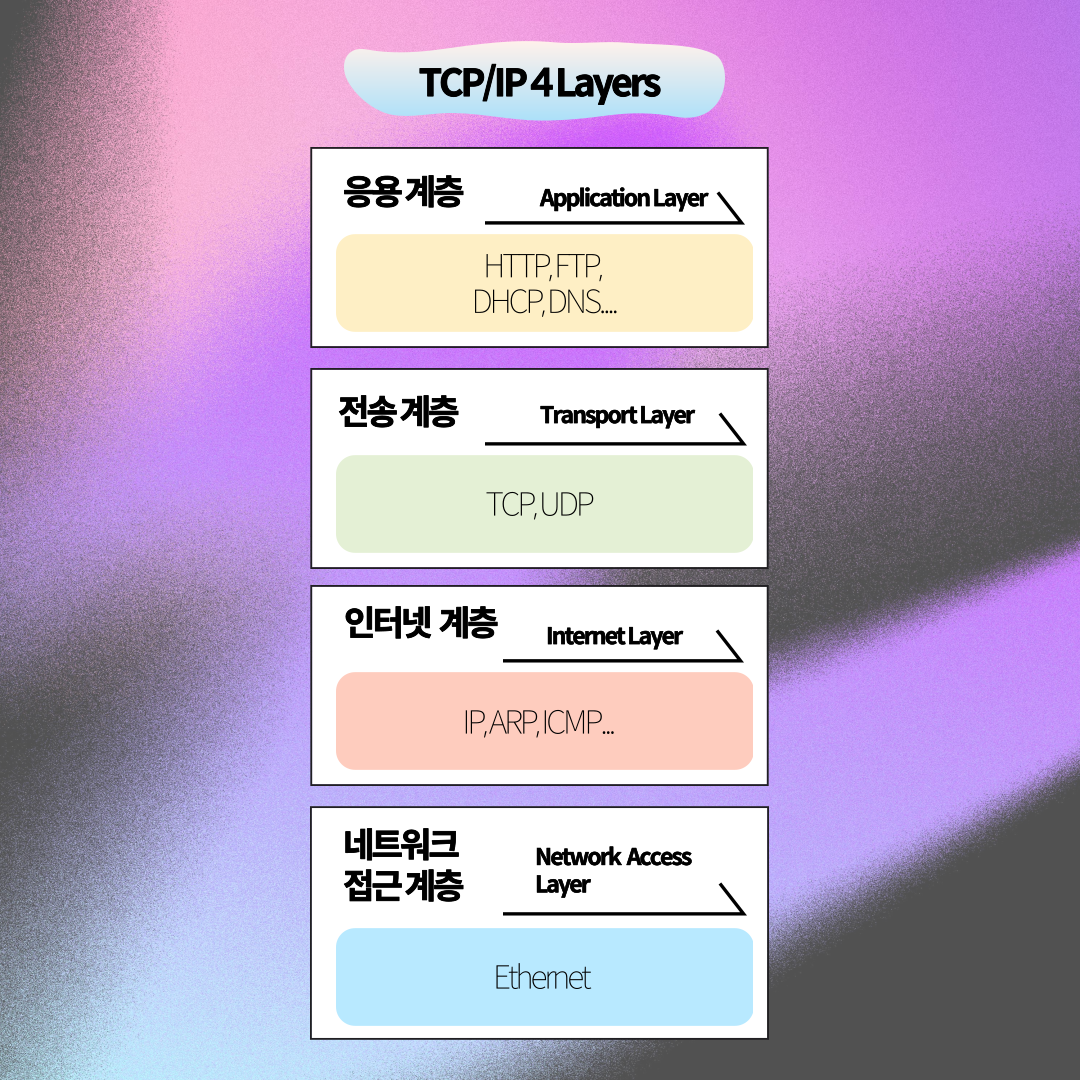 TCP/IP 4 Layers
응용 계층
Application Layer
HTTP, FTP,
DHCP, DNS....
전송 계층
Transport Layer
TCP, UDP
인터넷 계층
Internet Layer
IP, ARP, ICMP...
네트워크
접근 계층
Network Access
Layer
Ethernet